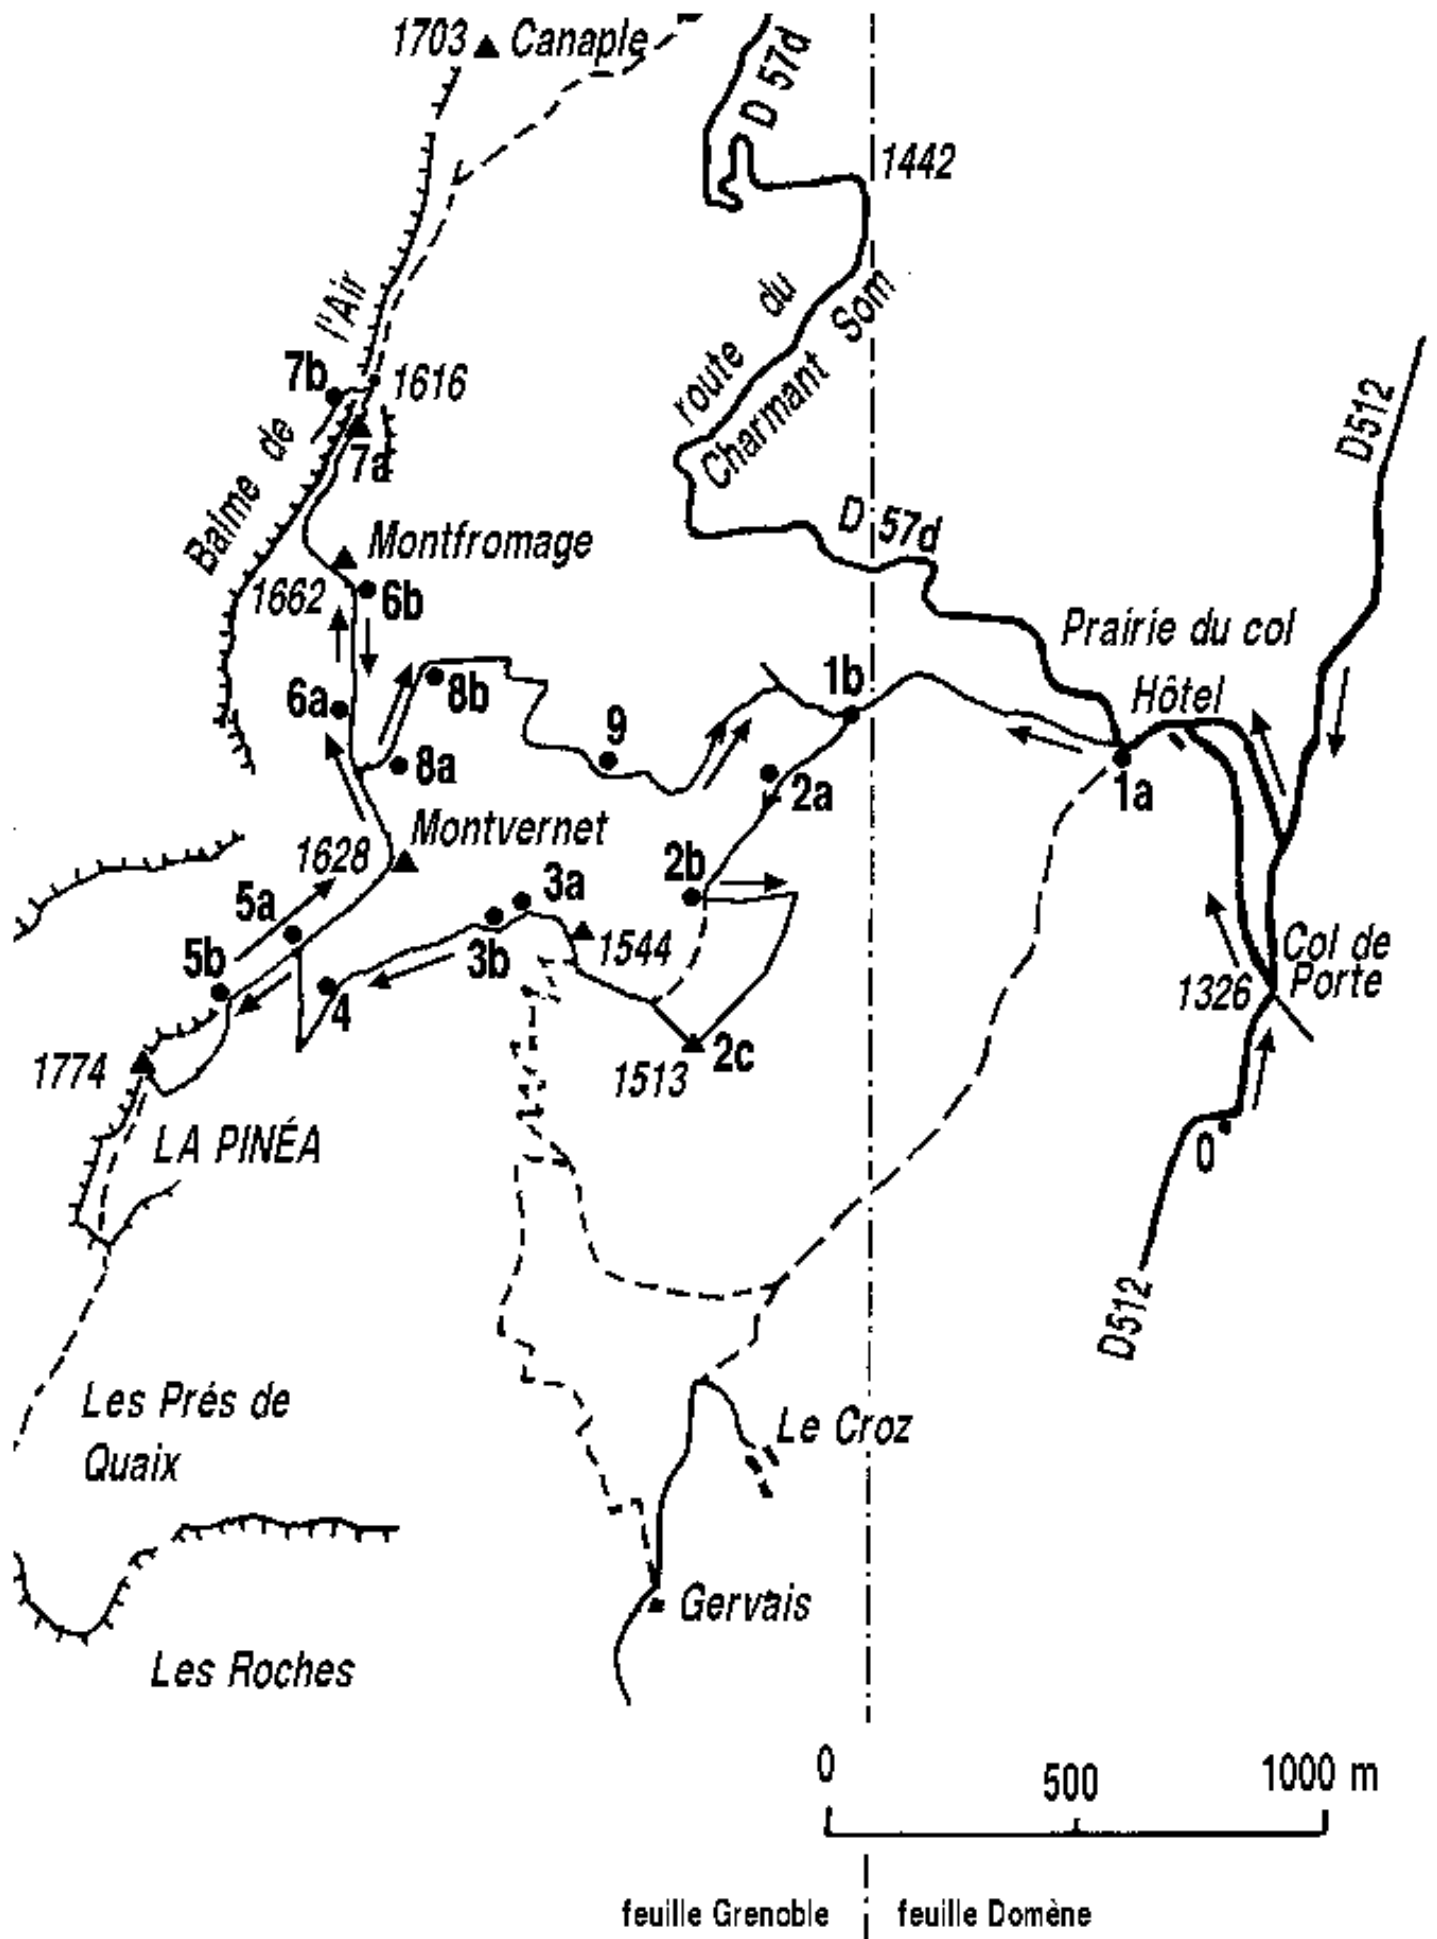 1703 Canaple
D 57d
1442
route du
Charmant Som
Balme de l'Air
7b
1616
7a
D512
D 57d
Montfromage
1662
6b
Prairie du col
Hôtel
1b
6a
8b
9
8a
2a
1a
Montvernet
1628
2b
3a
5a
5b
3b
1544
4
Col de
Porte
1326
1774
2c
1513
LA PINÉA
0
D512
Les Prés de
Quaix
Le Croz
Gervais
Les Roches
0 500 1000 m
feuille Grenoble feuille Domène